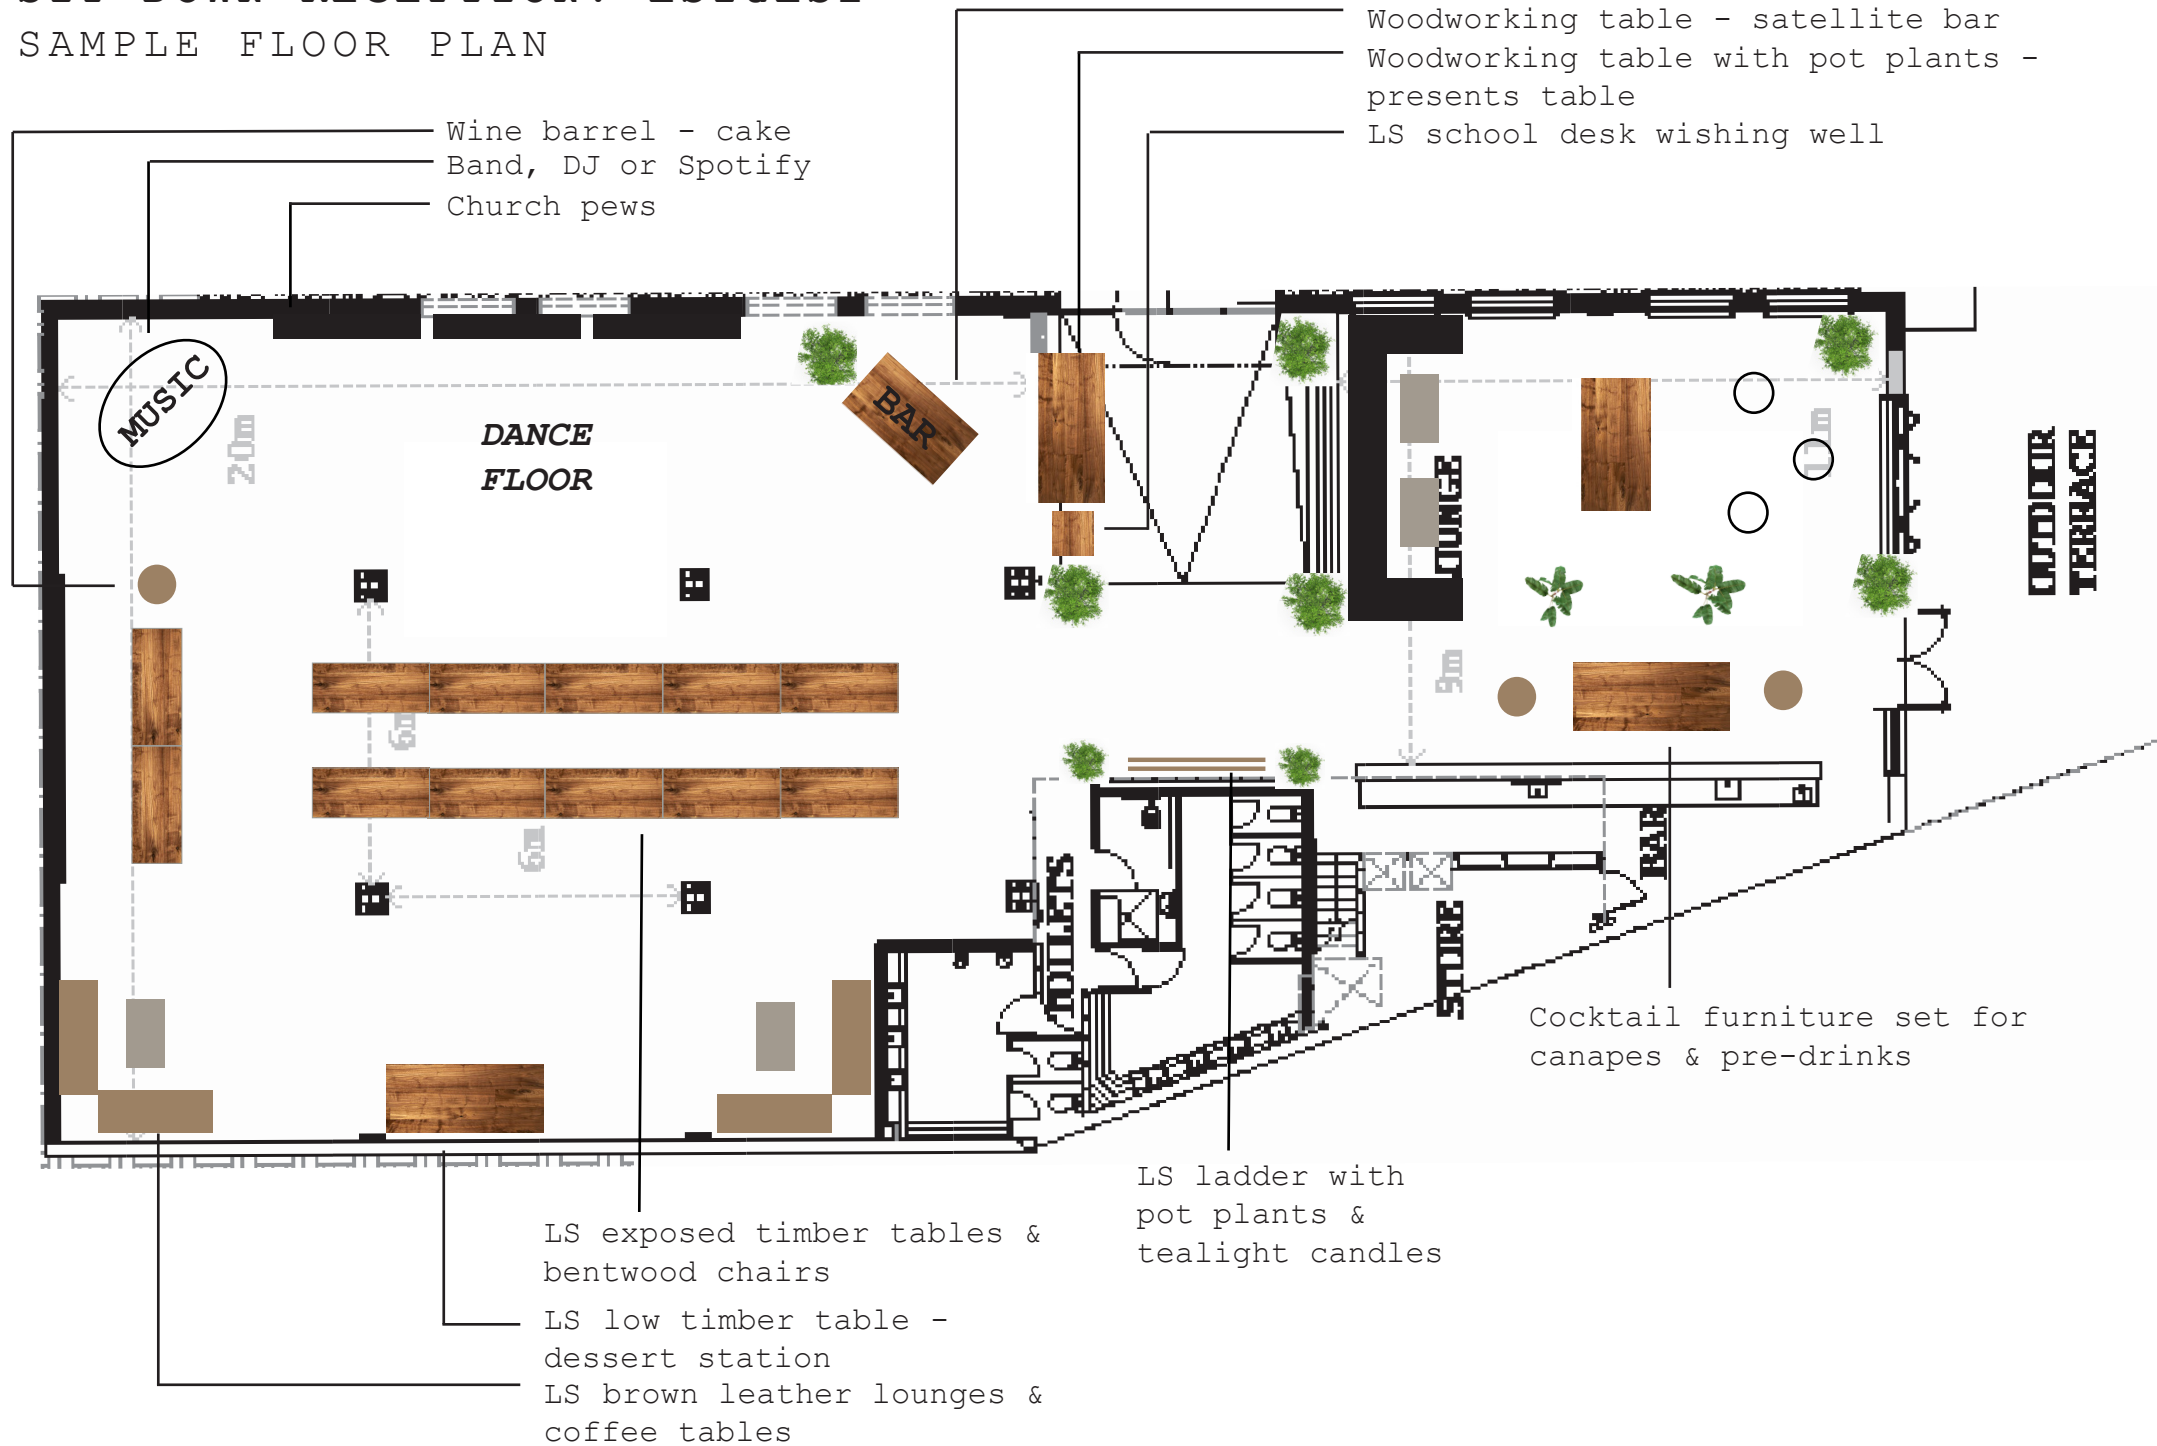 SAMPLE FLOOR PLAN
Woodworking table - satellite bar
Woodworking table with pot plants -
presents table
LS school desk wishing well
Wine barrel - cake
Band, DJ or Spotify
Church pews
MUSIC
20m
DANCE
FLOOR
BAR
LOUNGE
11m
OUTDOOR
TERRACE
9m
6m
6m
TOILETS
BAR
STORE
Cocktail furniture set for
canapes & pre-drinks
LS ladder with
pot plants &
tealight candles
LS exposed timber tables &
bentwood chairs
LS low timber table -
dessert station
LS brown leather lounges &
coffee tables